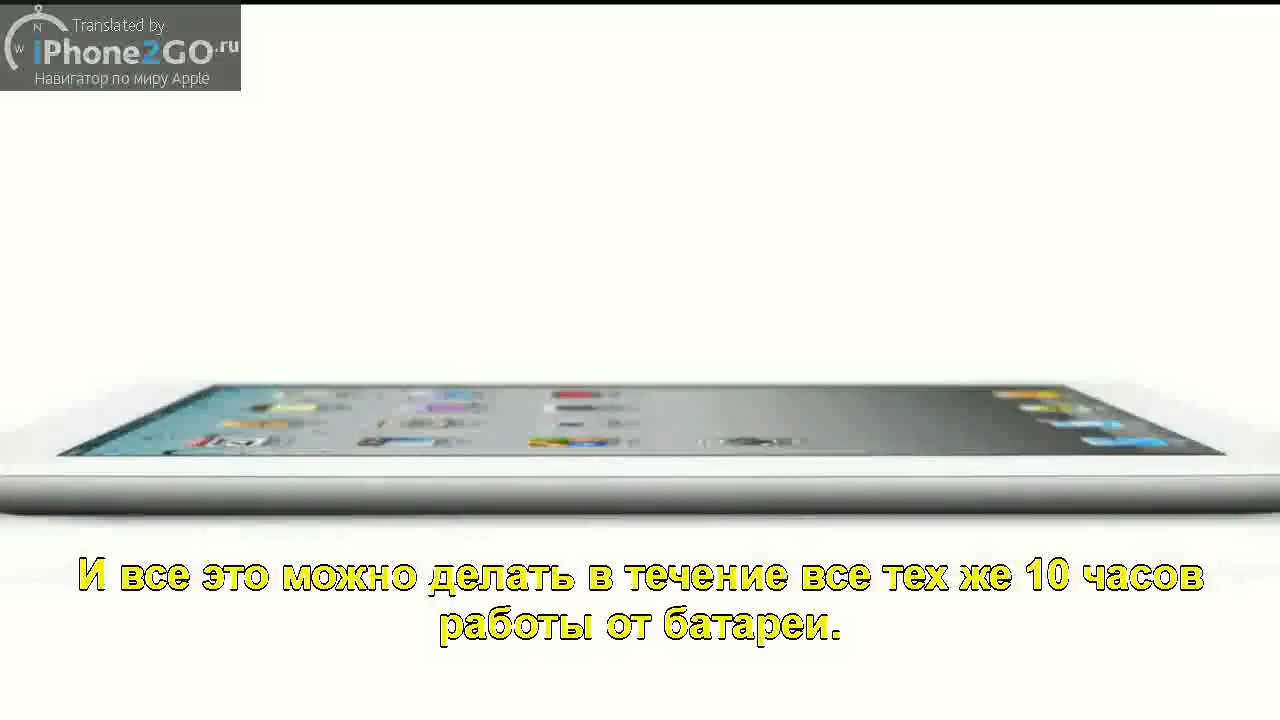 N
Translated by
W
iPhone2GO.ru
Навигатор по миру Apple
И все это можно делать в течение все тех же 10 часов
работы от батареи.